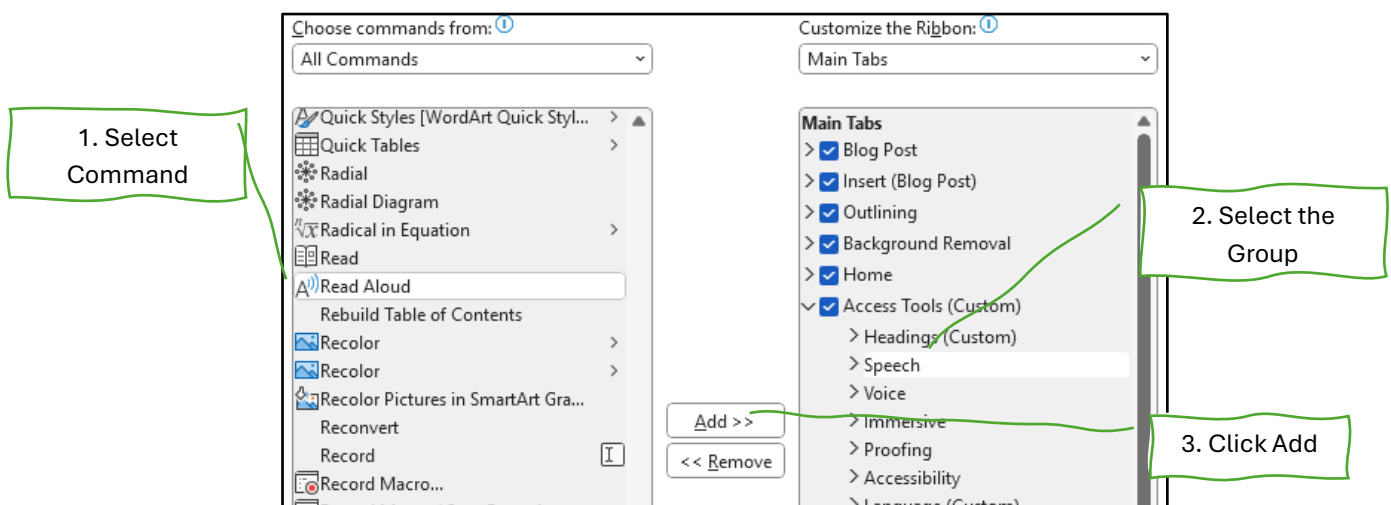 Choose commands from:
All Commands
Quick Styles [WordArt Quick Styl...
Quick Tables
Radial
Radial Diagram
Radical in Equation
Read
Read Aloud
Rebuild Table of Contents
Recolor
Recolor
Recolor Pictures in SmartArt Gra...
Reconvert
Record
Record Macro...
1. Select
Command
Add >>
<< Remove
Customize the Ribbon:
Main Tabs
Main Tabs
Blog Post
Insert (Blog Post)
Outlining
Background Removal
Home
Access Tools (Custom)
Headings (Custom)
Speech
Voice
Immersive
Proofing
Accessibility
Language (Custom)
2. Select the
Group
3. Click Add